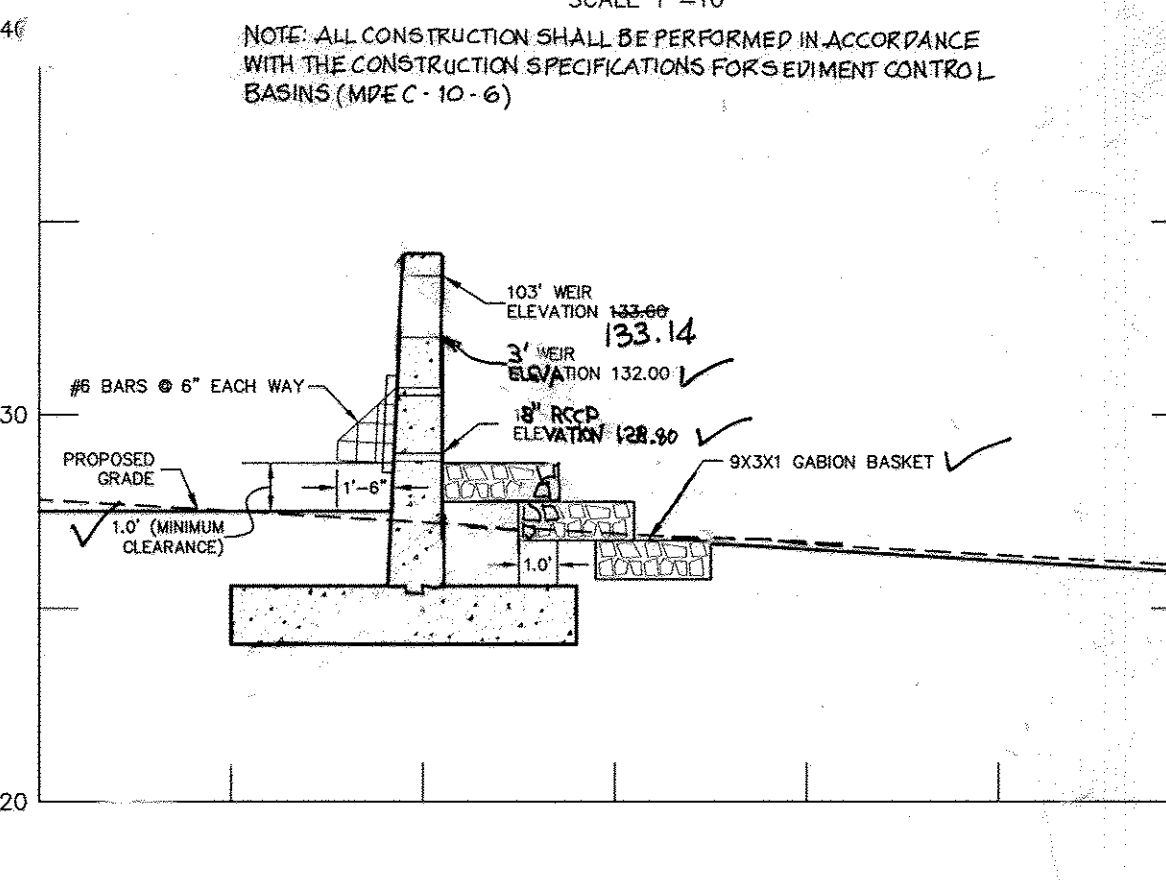 SCALE 1"=10'
40
NOTE: ALL CONSTRUCTION SHALL BE PERFORMED IN ACCORDANCE
WITH THE CONSTRUCTION SPECIFICATIONS FOR SEDIMENT CONTROL
BASINS (MDE C-10-6)
103' WEIR
ELEVATION 133.60
133.14
3' WEIR
ELEVATION 132.00
#6 BARS @ 6" EACH WAY
30
18" RCCP
ELEVATION 128.80
PROPOSED
GRADE
9X3X1 GABION BASKET
1'-6"
1.0' (MINIMUM
CLEARANCE)
1.0'
20